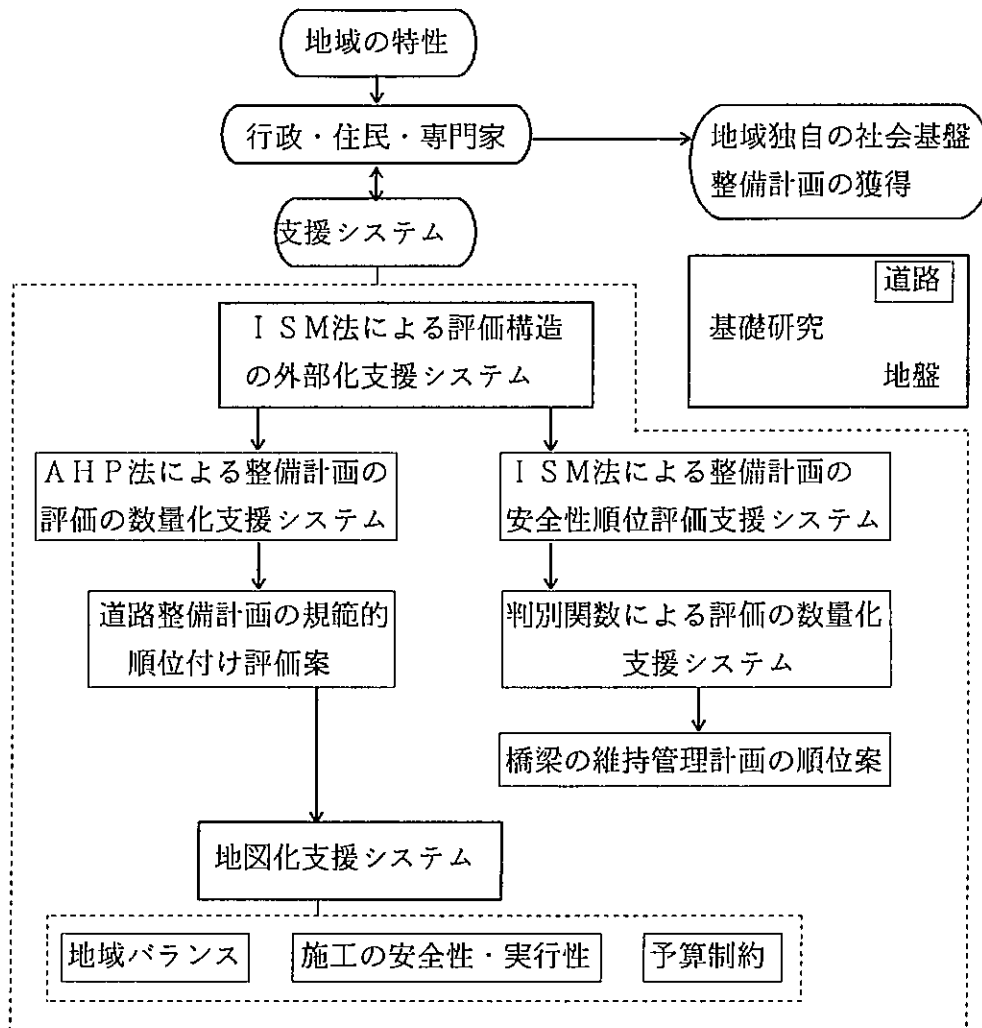 地域の特性
行政・住民・専門家
地域独自の社会基盤
整備計画の獲得
支援システム
道路
基礎研究
地盤
ＩＳＭ法による評価構造
の外部化支援システム
ＡＨＰ法による整備計画の
評価の数量化支援システム
ＩＳＭ法による整備計画の
安全性順位評価支援システム
道路整備計画の規範的
順位付け評価案
判別関数による評価の数量化
支援システム
橋梁の維持管理計画の順位案
地図化支援システム
地域バランス
施工の安全性・実行性
予算制約